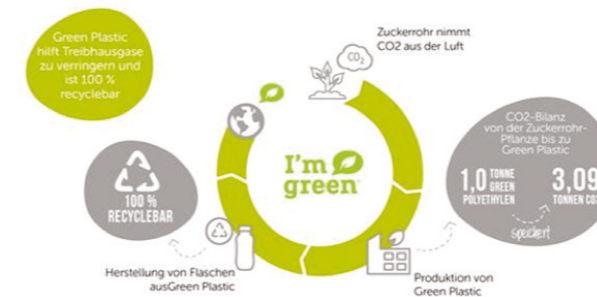 Green Plastic
hilft Treibhausgase
zu verringern und
ist 100 %
recyclebar
Zuckerrohr nimmt
CO2 aus der Luft
CO₂
I'm
green
100 %
RECYCLEBAR
CO2-Bilanz
von der Zuckerrohr-
Pflanze bis zu
Green Plastic
1,0 TONNE
GREEN
POLYETHYLEN
3,09
TONNEN CO
speichert
Herstellung von Flaschen
ausGreen Plastic
Produktion von
Green Plastic